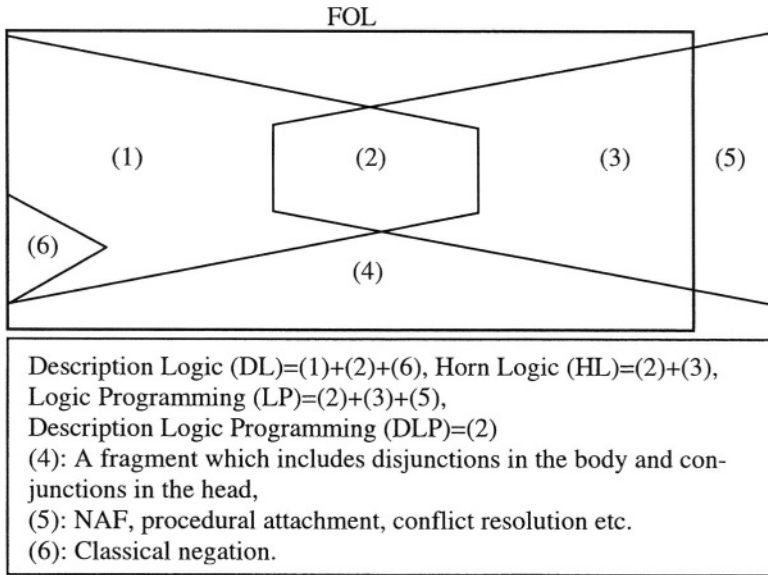 FOL
(1)
(2)
(3)
(5)
(6)
(4)
Description Logic (DL)=(1)+(2)+(6), Horn Logic (HL)=(2)+(3),
Logic Programming (LP)=(2)+(3)+(5),
Description Logic Programming (DLP)=(2)
(4): A fragment which includes disjunctions in the body and con-
junctions in the head,
(5): NAF, procedural attachment, conflict resolution etc.
(6): Classical negation.